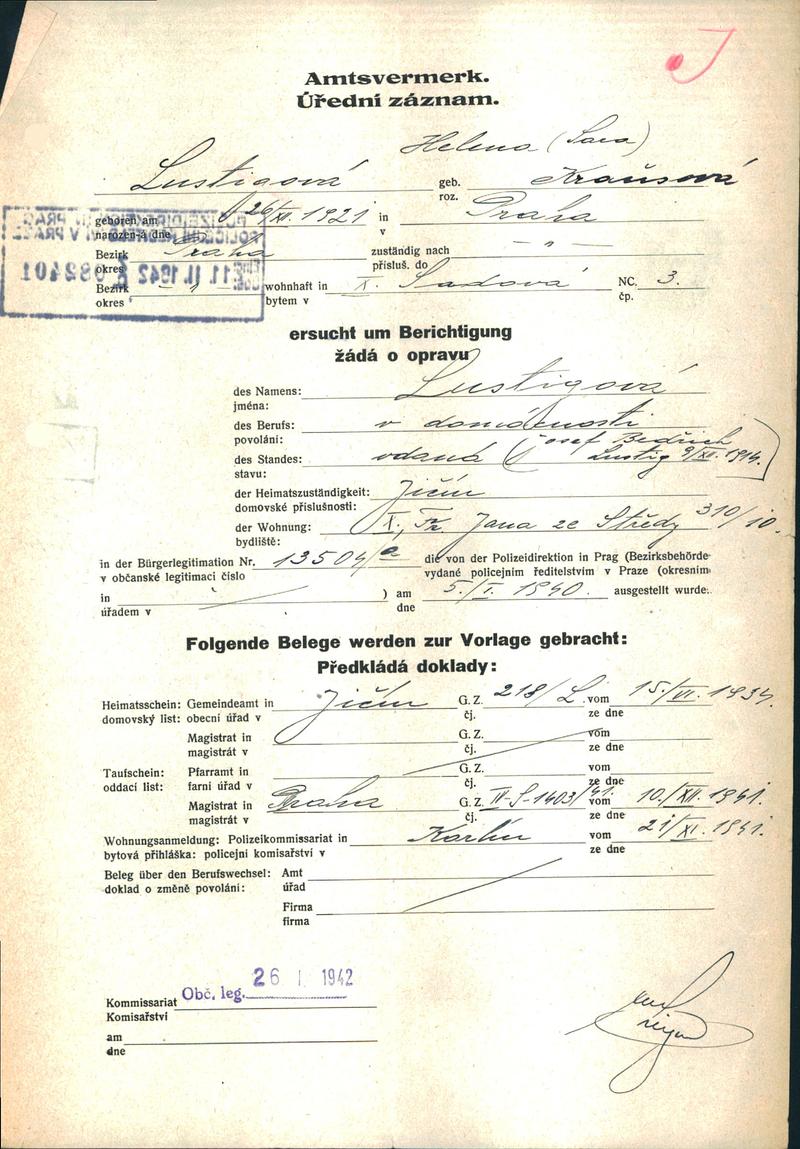 J
Amtsvermerk.
Úřední záznam.
Helena (Sara)
Lustigová geb. Kraüsová
roz.
geboren am 26/XII. 1921 in Praha
narozen-á dne v
Bezirk Praha zuständig nach — " —
okres přísluš. do
Bezirk — " — wohnhaft in X. Sadová NC. 3.
okres bytem v čp.
11. II. 1942
ersucht um Berichtigung
žádá o opravu
des Namens: Lustigová
jména:
des Berufs: v domácnosti
povolání: Josef Bedřich
des Standes: vdaná ( Lustig 9/XII. 1914.
stavu:
der Heimatszuständigkeit: Jičín
domovské příslušnosti:
der Wohnung: X., Tř. Jana ze Středy 310/10.
bydliště:
in der Bürgerlegitimation Nr. 13504/a die von der Polizeidirektion in Prag (Bezirksbehörde
v občanské legitimaci číslo vydané policejním ředitelstvím v Praze (okresním
in ) am 5./I. 1940. ausgestellt wurde:
úřadem v dne
Folgende Belege werden zur Vorlage gebracht:
Předkládá doklady:
Heimatsschein: Gemeindeamt in Jičín G. Z. 218/L. vom 15./VI. 1934.
domovský list: obecní úřad v čj. ze dne
Magistrat in G. Z. vom
magistrát v čj. ze dne
Taufschein: Pfarramt in G. Z. vom
oddací list: farní úřad v čj. ze dne
Magistrat in Praha G. Z. II-S-1403/41. vom 10./XII. 1941.
magistrát v čj. ze dne
Wohnungsanmeldung: Polizeikommissariat in Karlín vom 21/XI. 1941.
bytová přihláška: policejní komisařství v ze dne
Beleg über den Berufswechsel: Amt
doklad o změně povolání: úřad
Firma
firma
26 I. 1942
Kommissariat Obč. leg.
Komisařství
am
dne